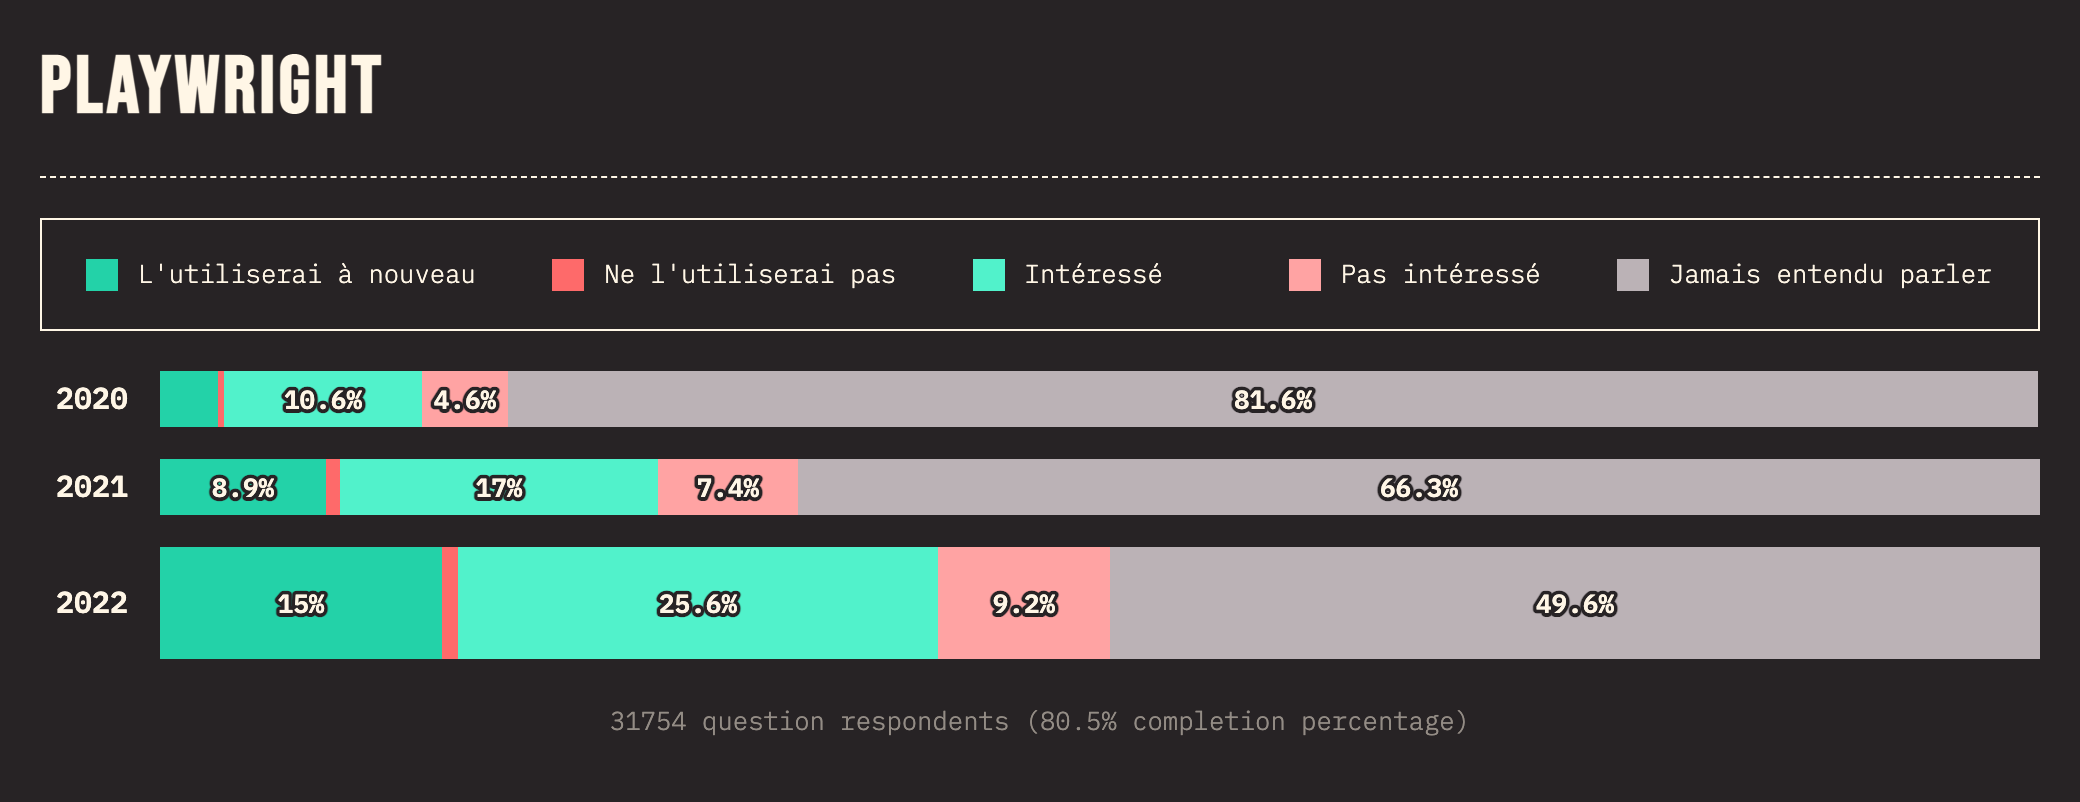 PLAYWRIGHT
L'utiliserai à nouveau Ne l'utiliserai pas Intéressé Pas intéressé Jamais entendu parler
2020 10.6% 4.6% 81.6%
2021 8.9% 17% 7.4% 66.3%
2022 15% 25.6% 9.2% 49.6%
31754 question respondents (80.5% completion percentage)